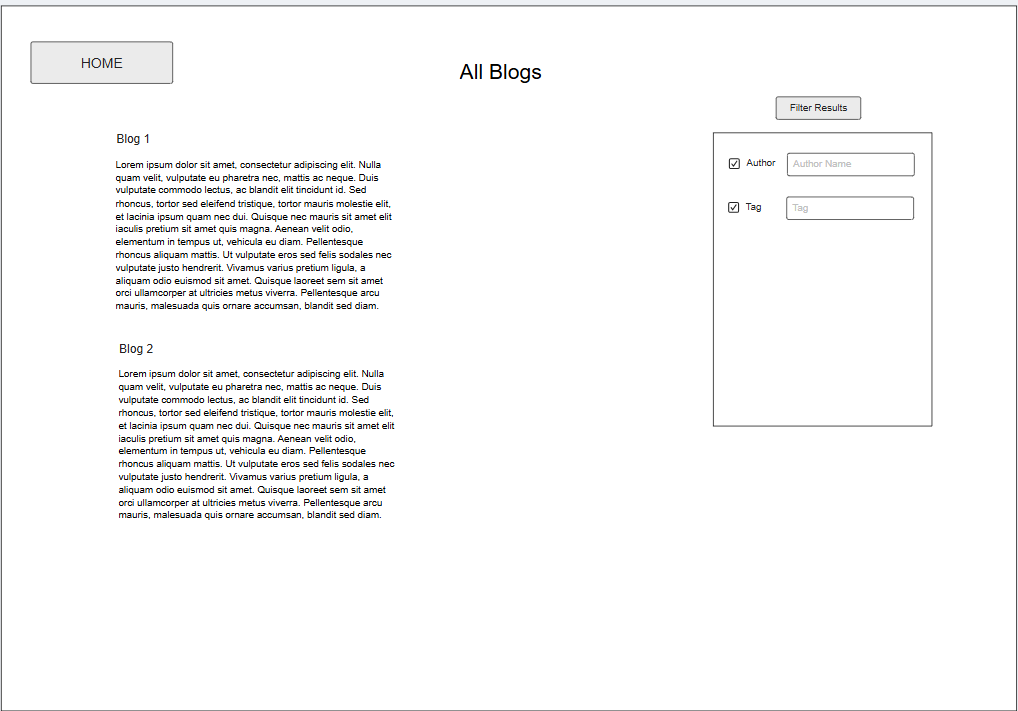 HOME
All Blogs
Filter Results
Blog 1
Lorem ipsum dolor sit amet, consectetur adipiscing elit. Nulla
quam velit, vulputate eu pharetra nec, mattis ac neque. Duis
vulputate commodo lectus, ac blandit elit tincidunt id. Sed
rhoncus, tortor sed eleifend tristique, tortor mauris molestie elit,
et lacinia ipsum quam nec dui. Quisque nec mauris sit amet elit
iaculis pretium sit amet quis magna. Aenean velit odio,
elementum in tempus ut, vehicula eu diam. Pellentesque
rhoncus aliquam mattis. Ut vulputate eros sed felis sodales nec
vulputate justo hendrerit. Vivamus varius pretium ligula, a
aliquam odio euismod sit amet. Quisque laoreet sem sit amet
orci ullamcorper at ultricies metus viverra. Pellentesque arcu
mauris, malesuada quis ornare accumsan, blandit sed diam.
Blog 2
Lorem ipsum dolor sit amet, consectetur adipiscing elit. Nulla
quam velit, vulputate eu pharetra nec, mattis ac neque. Duis
vulputate commodo lectus, ac blandit elit tincidunt id. Sed
rhoncus, tortor sed eleifend tristique, tortor mauris molestie elit,
et lacinia ipsum quam nec dui. Quisque nec mauris sit amet elit
iaculis pretium sit amet quis magna. Aenean velit odio,
elementum in tempus ut, vehicula eu diam. Pellentesque
rhoncus aliquam mattis. Ut vulputate eros sed felis sodales nec
vulputate justo hendrerit. Vivamus varius pretium ligula, a
aliquam odio euismod sit amet. Quisque laoreet sem sit amet
orci ullamcorper at ultricies metus viverra. Pellentesque arcu
mauris, malesuada quis ornare accumsan, blandit sed diam.
Author Author Name
Tag Tag